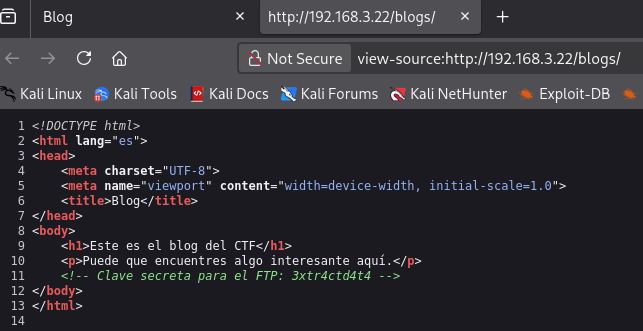 Blog × http://192.168.3.22/blogs/ × +
Not Secure view-source:http://192.168.3.22/blogs/
Kali Linux Kali Tools Kali Docs Kali Forums Kali NetHunter Exploit-DB
1 <!DOCTYPE html>
2 <html lang="es">
3 <head>
4     <meta charset="UTF-8">
5     <meta name="viewport" content="width=device-width, initial-scale=1.0">
6     <title>Blog</title>
7 </head>
8 <body>
9     <h1>Este es el blog del CTF</h1>
10     <p>Puede que encuentres algo interesante aquí.</p>
11     <!-- Clave secreta para el FTP: 3xtr4ctd4t4 -->
12 </body>
13 </html>
14